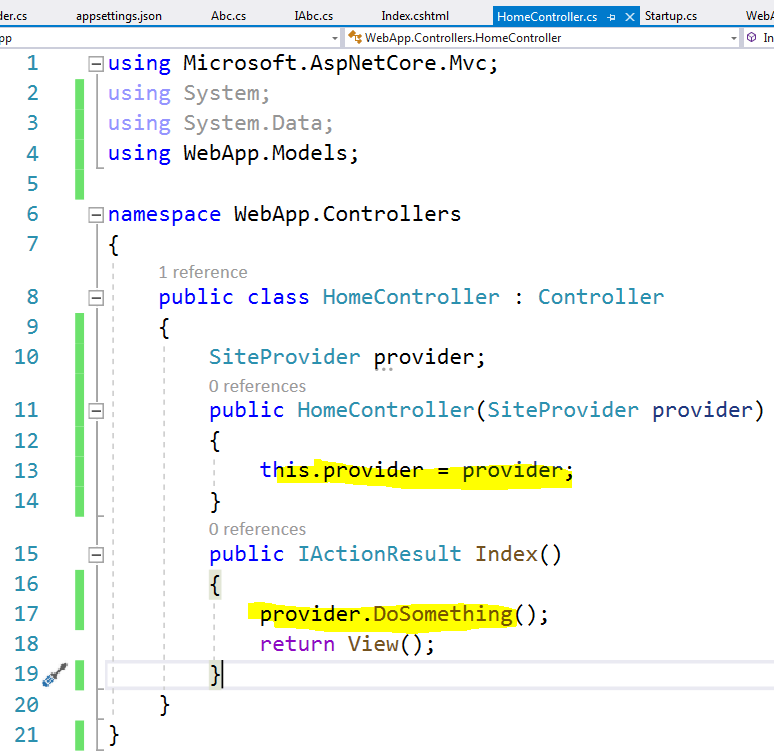 der.cs appsettings.json Abc.cs IAbc.cs Index.cshtml HomeController.cs Startup.cs WebA
pp WebApp.Controllers.HomeController In
1 using Microsoft.AspNetCore.Mvc;
2 using System;
3 using System.Data;
4 using WebApp.Models;
5
6 namespace WebApp.Controllers
7 {
1 reference
8 public class HomeController : Controller
9 {
10 SiteProvider provider;
0 references
11 public HomeController(SiteProvider provider)
12 {
13 this.provider = provider;
14 }
0 references
15 public IActionResult Index()
16 {
17 provider.DoSomething();
18 return View();
19 }
20 }
21 }